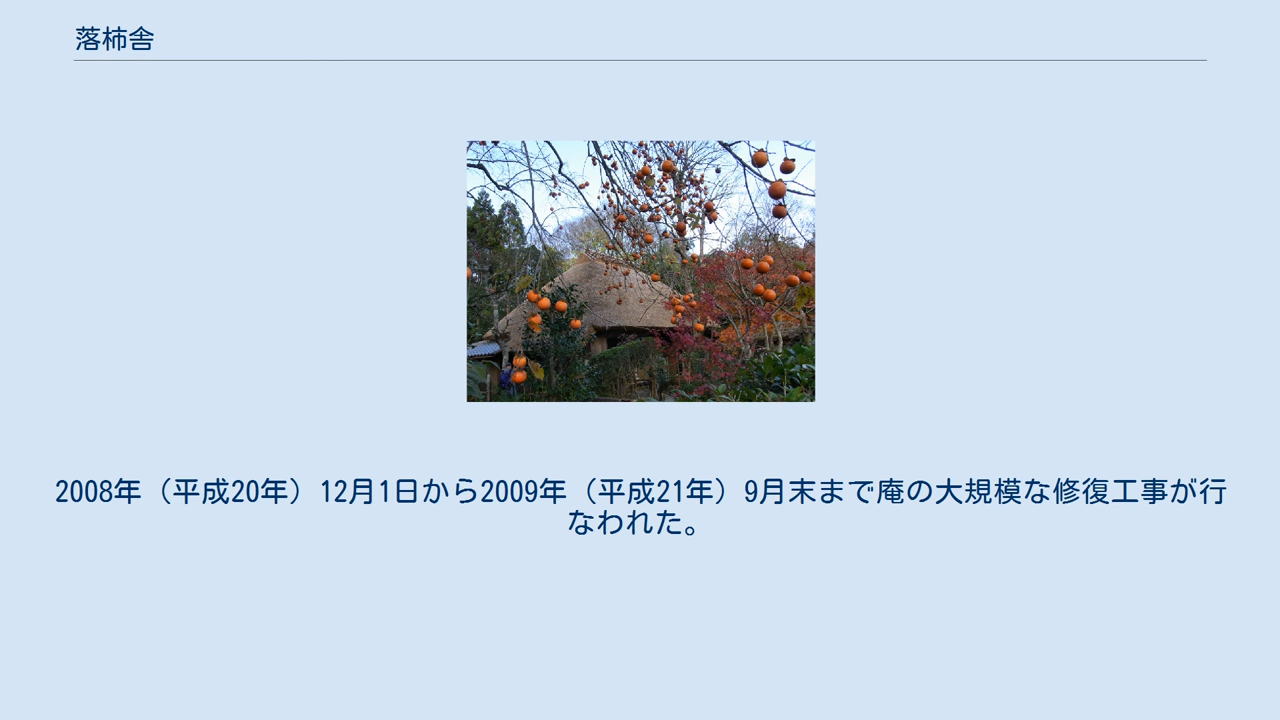 落柿舎
2008年（平成20年）12月1日から2009年（平成21年）9月末まで庵の大規模な修復工事が行
なわれた。